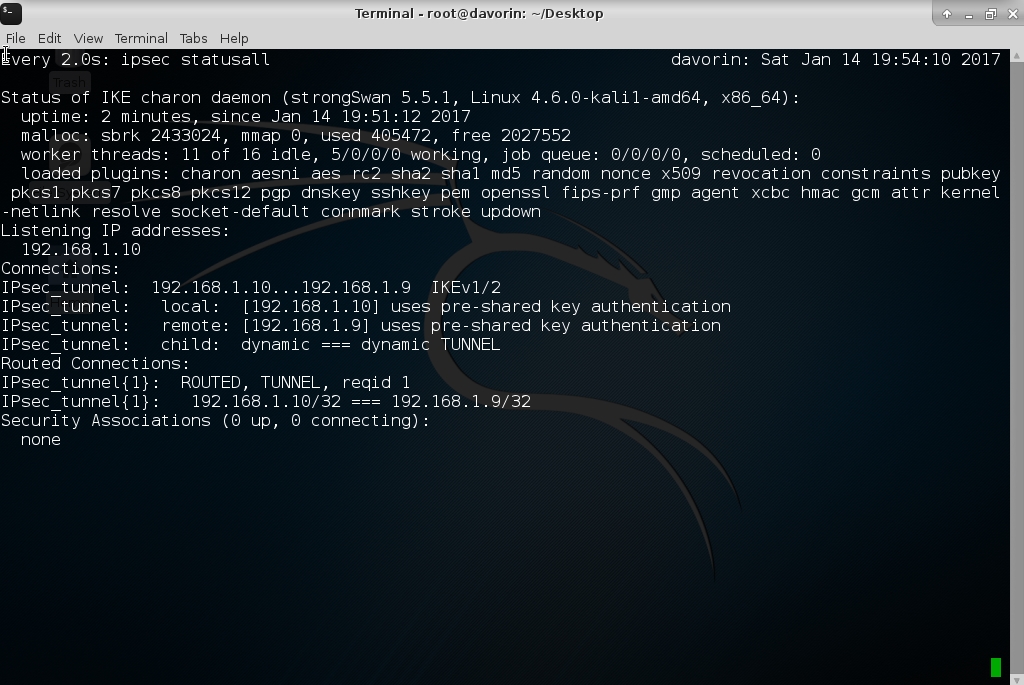 Terminal - root@davorin: ~/Desktop
File Edit View Terminal Tabs Help
Every 2.0s: ipsec statusall davorin: Sat Jan 14 19:54:10 2017
Trash
Status of IKE charon daemon (strongSwan 5.5.1, Linux 4.6.0-kali1-amd64, x86_64):
  uptime: 2 minutes, since Jan 14 19:51:12 2017
  malloc: sbrk 2433024, mmap 0, used 405472, free 2027552
  worker threads: 11 of 16 idle, 5/0/0/0 working, job queue: 0/0/0/0, scheduled: 0
  loaded plugins: charon aesni aes rc2 sha2 sha1 md5 random nonce x509 revocation constraints pubkey
 pkcs1 pkcs7 pkcs8 pkcs12 pgp dnskey sshkey pem openssl fips-prf gmp agent xcbc hmac gcm attr kernel
-netlink resolve socket-default connmark stroke updown
Listening IP addresses:
  192.168.1.10
Connections:
IPsec_tunnel:  192.168.1.10...192.168.1.9  IKEv1/2
IPsec_tunnel:   local:  [192.168.1.10] uses pre-shared key authentication
IPsec_tunnel:   remote: [192.168.1.9] uses pre-shared key authentication
IPsec_tunnel:   child:  dynamic === dynamic TUNNEL
Routed Connections:
IPsec_tunnel{1}:  ROUTED, TUNNEL, reqid 1
IPsec_tunnel{1}:   192.168.1.10/32 === 192.168.1.9/32
Security Associations (0 up, 0 connecting):
  none